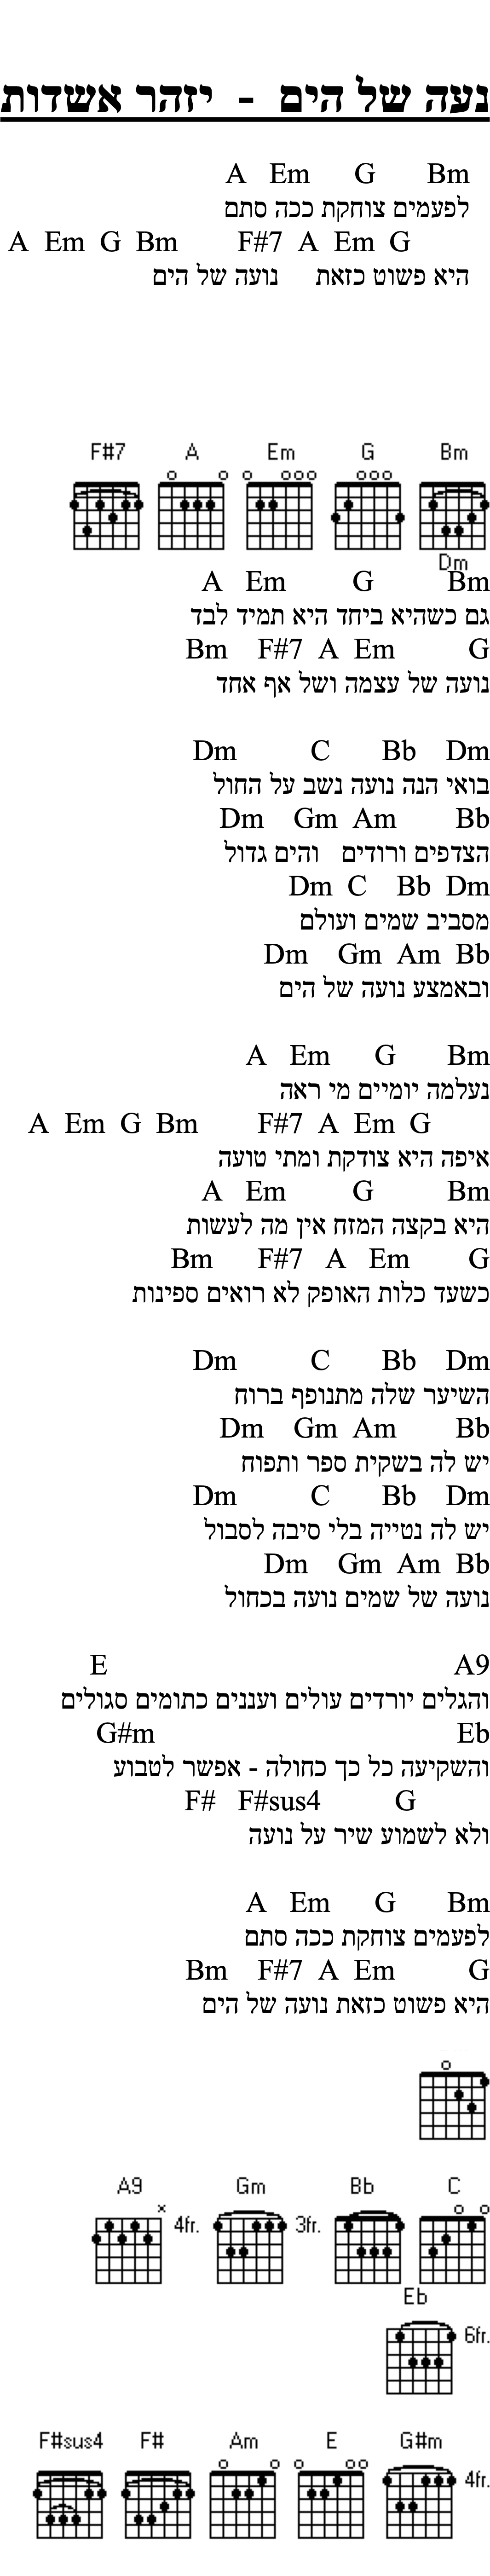 נעה של הים - יזהר אשדות
A Em G Bm
לפעמים צוחקת ככה סתם
A Em G Bm F#7 A Em G
היא פשוט כזאת נועה של הים
F#7 A Em G Bm
Dm
A Em G Bm
גם כשהיא ביחד היא תמיד לבד
Bm F#7 A Em G
נועה של עצמה ושל אף אחד
Dm C Bb Dm
בואי הנה נועה נשב על החול
Dm Gm Am Bb
הצדפים ורודים והים גדול
Dm C Bb Dm
מסביב שמים ועולם
Dm Gm Am Bb
ובאמצע נועה של הים
A Em G Bm
נעלמה יומיים מי ראה
A Em G Bm F#7 A Em G
איפה היא צודקת ומתי טועה
A Em G Bm
היא בקצה המזח אין מה לעשות
Bm F#7 A Em G
כשעד כלות האופק לא רואים ספינות
Dm C Bb Dm
השיער שלה מתנופף ברוח
Dm Gm Am Bb
יש לה בשקית ספר ותפוח
Dm C Bb Dm
יש לה נטייה בלי סיבה לסבול
Dm Gm Am Bb
נועה של שמים נועה בכחול
E A9
והגלים יורדים עולים ועננים כתומים סגולים
G#m Eb
והשקיעה כל כך כחולה - אפשר לטבוע
F# F#sus4 G
ולא לשמוע שיר על נועה
A Em G Bm
לפעמים צוחקת ככה סתם
Bm F#7 A Em G
היא פשוט כזאת נועה של הים
A9 Gm Bb C
4fr. 3fr.
Eb
6fr.
F#sus4 F# Am E G#m
4fr.